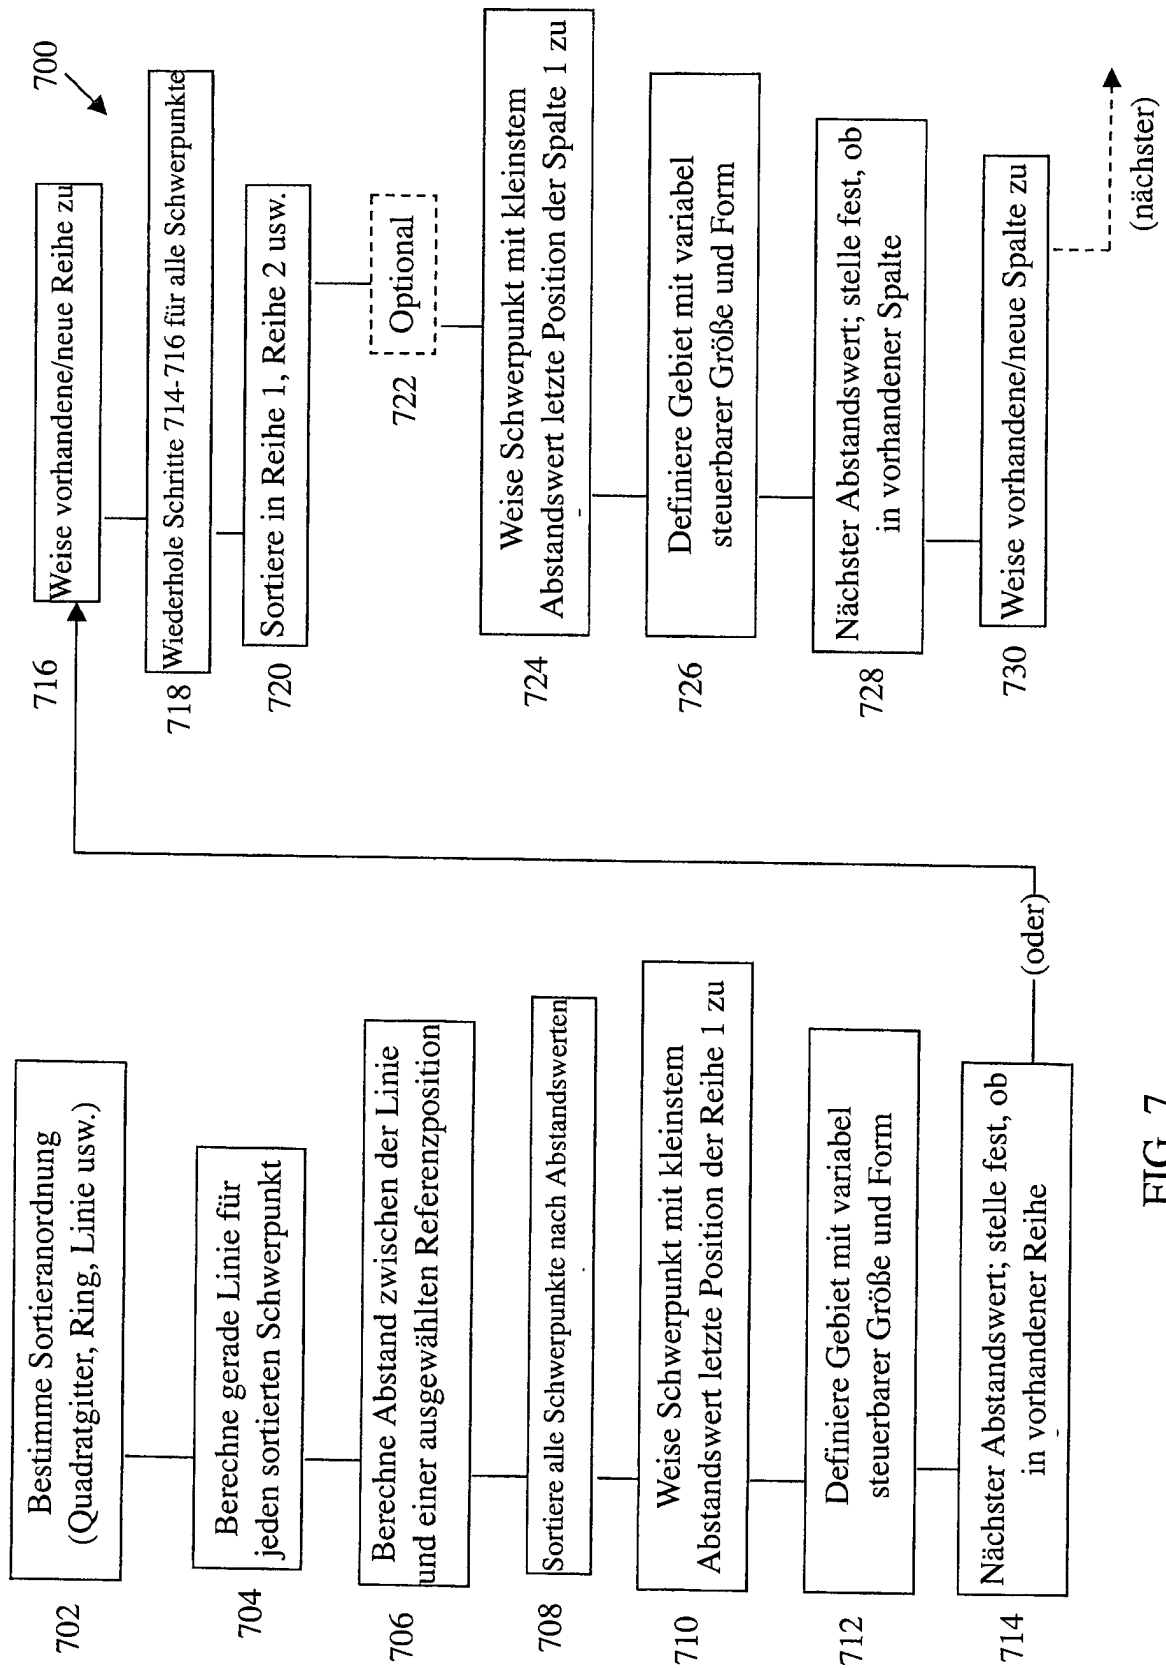 700
702
Bestimme Sortieranordnung
(Quadratgitter, Ring, Linie usw.)
704
Berechne gerade Linie für
jeden sortierten Schwerpunkt
706
Berechne Abstand zwischen der Linie
und einer ausgewählten Referenzposition
708
Sortiere alle Schwerpunkte nach Abstandswerten
710
Weise Schwerpunkt mit kleinstem
Abstandswert letzte Position der Reihe 1 zu
712
Definiere Gebiet mit variabel
steuerbarer Größe und Form
714
Nächster Abstandswert; stelle fest, ob
in vorhandener Reihe
(oder)
716
Weise vorhandene/neue Reihe zu
718
Wiederhole Schritte 714-716 für alle Schwerpunkte
720
Sortiere in Reihe 1, Reihe 2 usw.
722
Optional
724
Weise Schwerpunkt mit kleinstem
Abstandswert letzte Position der Spalte 1 zu
726
Definiere Gebiet mit variabel
steuerbarer Größe und Form
728
Nächster Abstandswert; stelle fest, ob
in vorhandener Spalte
730
Weise vorhandene/neue Spalte zu
(nächster)
FIG. 7